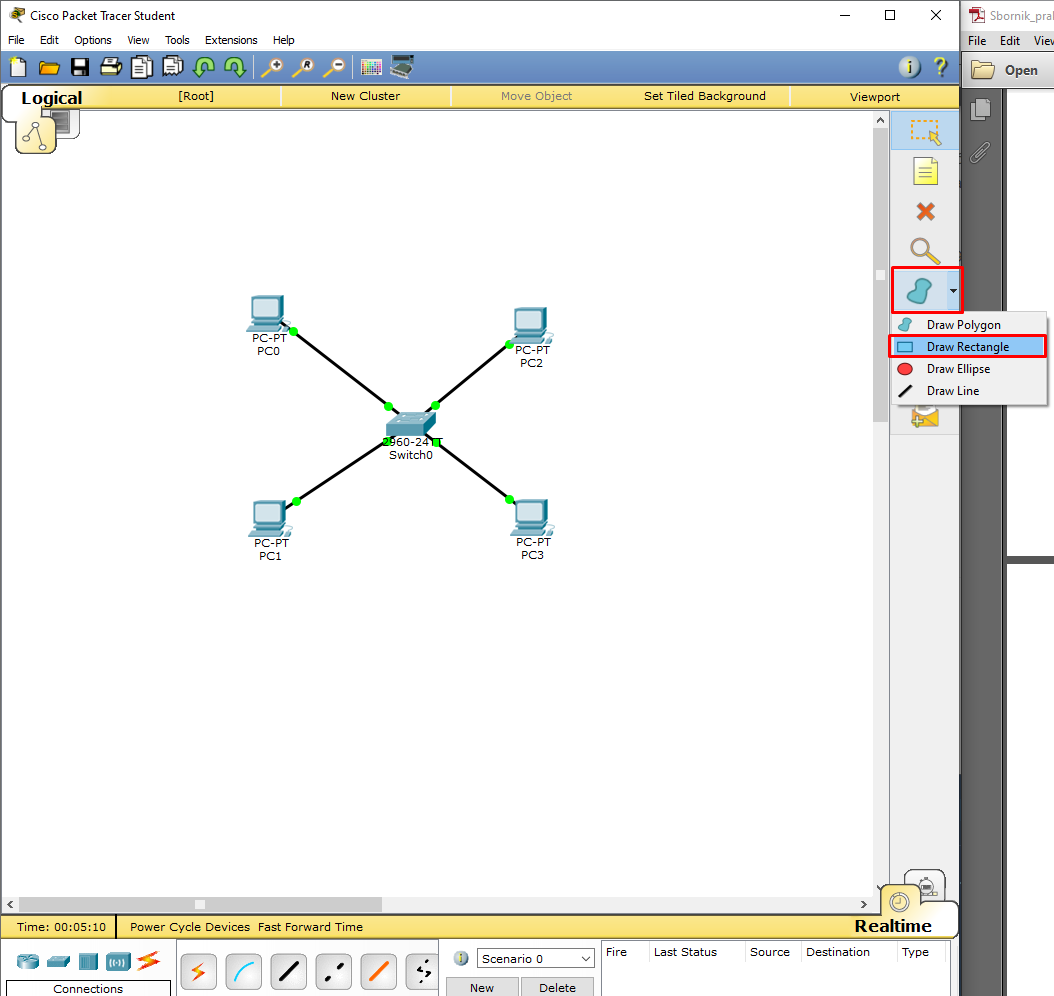 Cisco Packet Tracer Student
File Edit Options View Tools Extensions Help
Logical [Root] New Cluster Move Object Set Tiled Background Viewport
Sbornik_pral
File Edit View
Open
Draw Polygon
Draw Rectangle
Draw Ellipse
Draw Line
PC-PT
PC0
PC-PT
PC2
2960-24TT
Switch0
PC-PT
PC1
PC-PT
PC3
Time: 00:05:10 Power Cycle Devices Fast Forward Time Realtime
Scenario 0
Fire Last Status Source Destination Type
New Delete
Connections